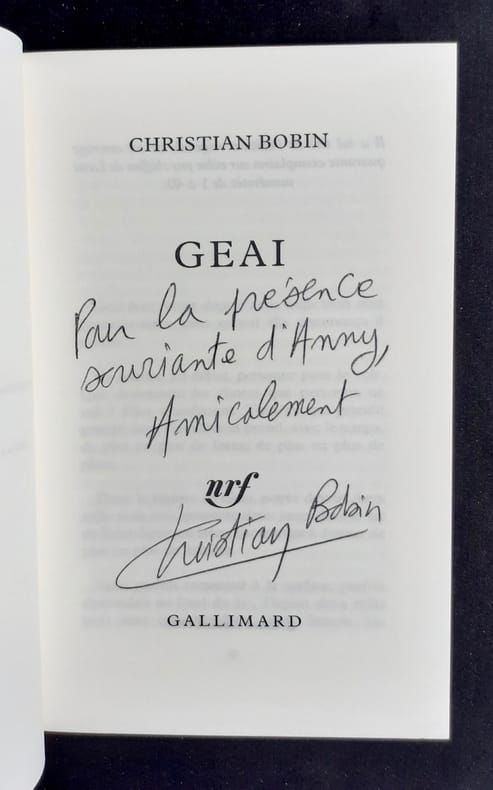 CHRISTIAN BOBIN
GEAI
Pour la présence
souriante d'Anny,
Amicalement
nrf
Christian Bobin
GALLIMARD